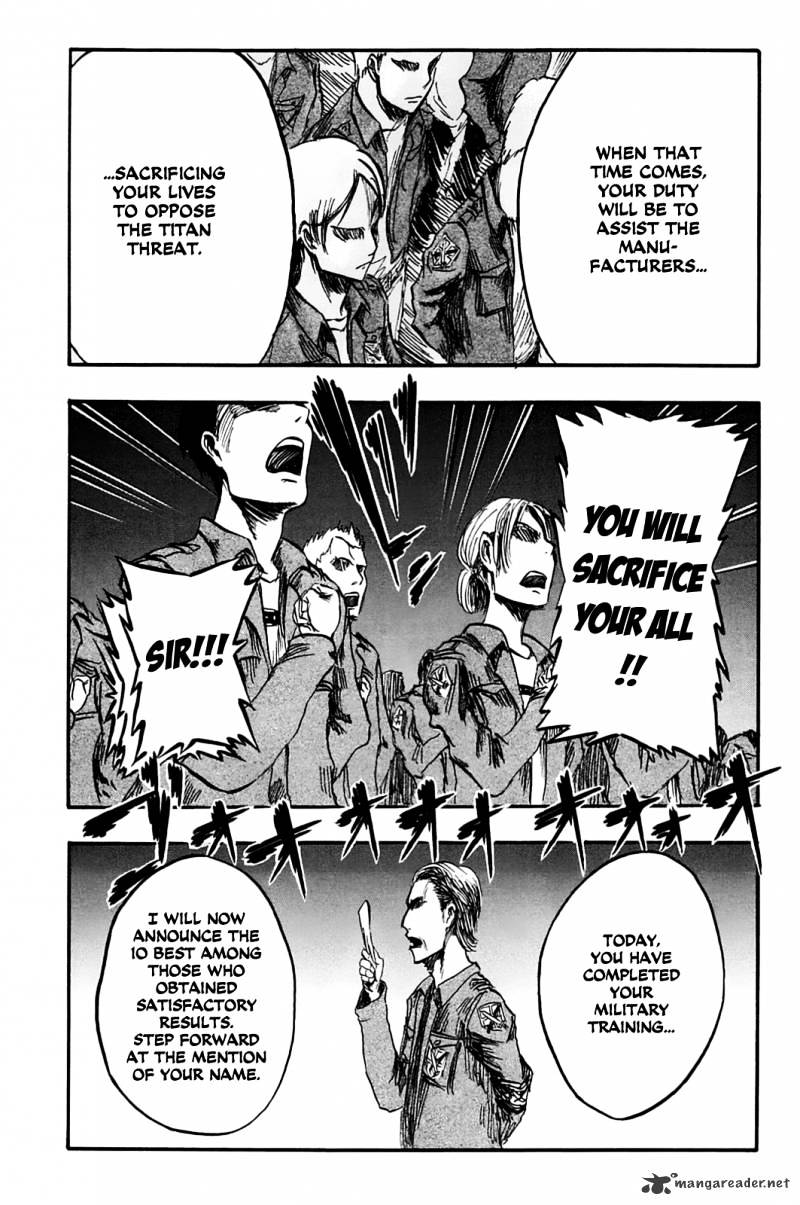 WHEN THAT
TIME COMES,
YOUR DUTY
WILL BE TO
ASSIST THE
MANU-
FACTURERS...
...SACRIFICING
YOUR LIVES
TO OPPOSE
THE TITAN
THREAT.
YOU WILL
SACRIFICE
YOUR ALL
!!
SIR!!!
TODAY,
YOU HAVE
COMPLETED
YOUR
MILITARY
TRAINING...
I WILL NOW
ANNOUNCE THE
10 BEST AMONG
THOSE WHO
OBTAINED
SATISFACTORY
RESULTS.
STEP FORWARD
AT THE MENTION
OF YOUR NAME.
mangareader.net